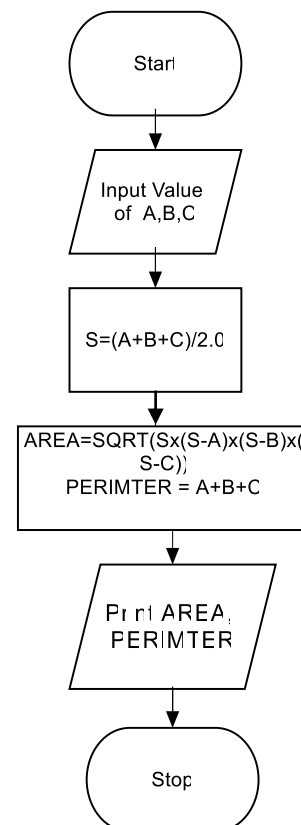 Start
Input Value
of A,B,C
S=(A+B+C)/2.0
AREA=SQRT(Sx(S-A)x(S-B)x(
S-C))
PERIMTER = A+B+C
Print AREA,
PERIMTER
Stop